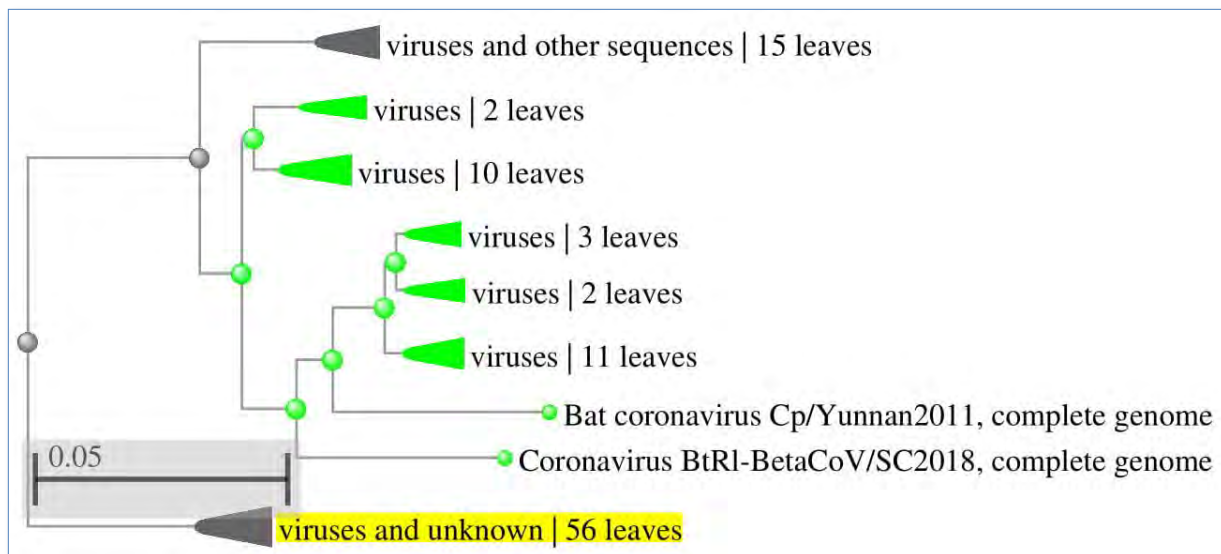 viruses and other sequences | 15 leaves
viruses | 2 leaves
viruses | 10 leaves
viruses | 3 leaves
viruses | 2 leaves
viruses | 11 leaves
Bat coronavirus Cp/Yunnan2011, complete genome
Coronavirus BtRl-BetaCoV/SC2018, complete genome
0.05
viruses and unknown | 56 leaves